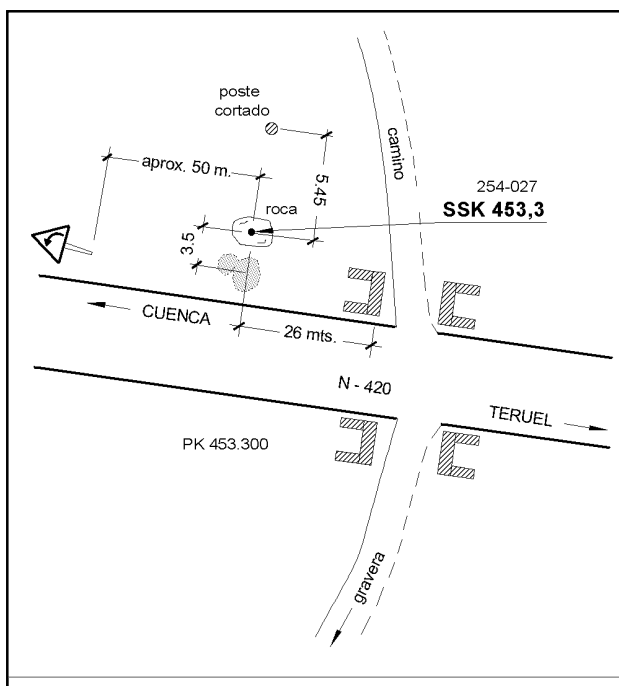 poste
cortado
camino
aprox. 50 m.
5.45
254-027
SSK 453,3
roca
3.5
CUENCA
26 mts.
N - 420
TERUEL
PK 453.300
gravera